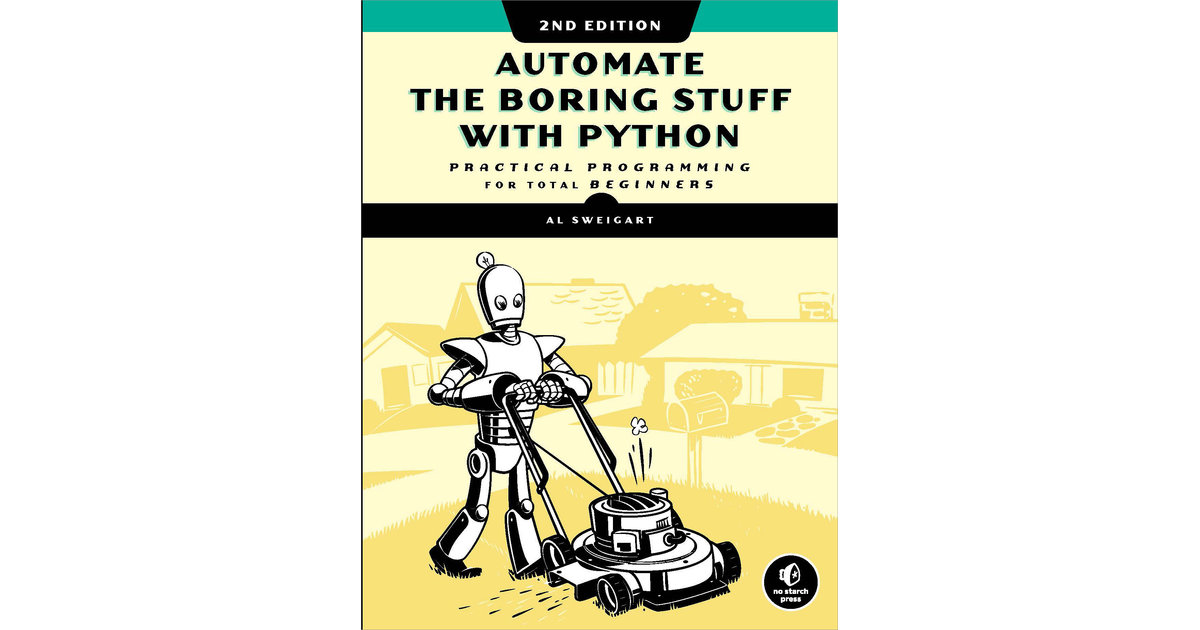 2ND EDITION
AUTOMATE
THE BORING STUFF
WITH PYTHON
PRACTICAL PROGRAMMING
FOR TOTAL BEGINNERS
AL SWEIGART
no starch
press